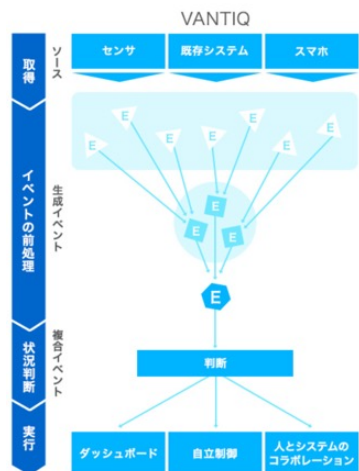 VANTIQ
取得
ソース
センサ
既存システム
スマホ
E
E
E
E
E
E
E
イベントの前処理
生成イベント
E
E
E
E
複合イベント
状況判断
判断
実行
ダッシュボード
自立制御
人とシステムの
コラボレーション